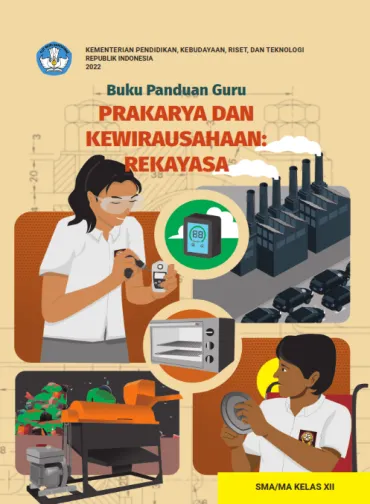 KEMENTERIAN PENDIDIKAN, KEBUDAYAAN, RISET, DAN TEKNOLOGI
REPUBLIK INDONESIA
2022
Buku Panduan Guru
PRAKARYA DAN
KEWIRAUSAHAAN:
REKAYASA
SMA/MA KELAS XII